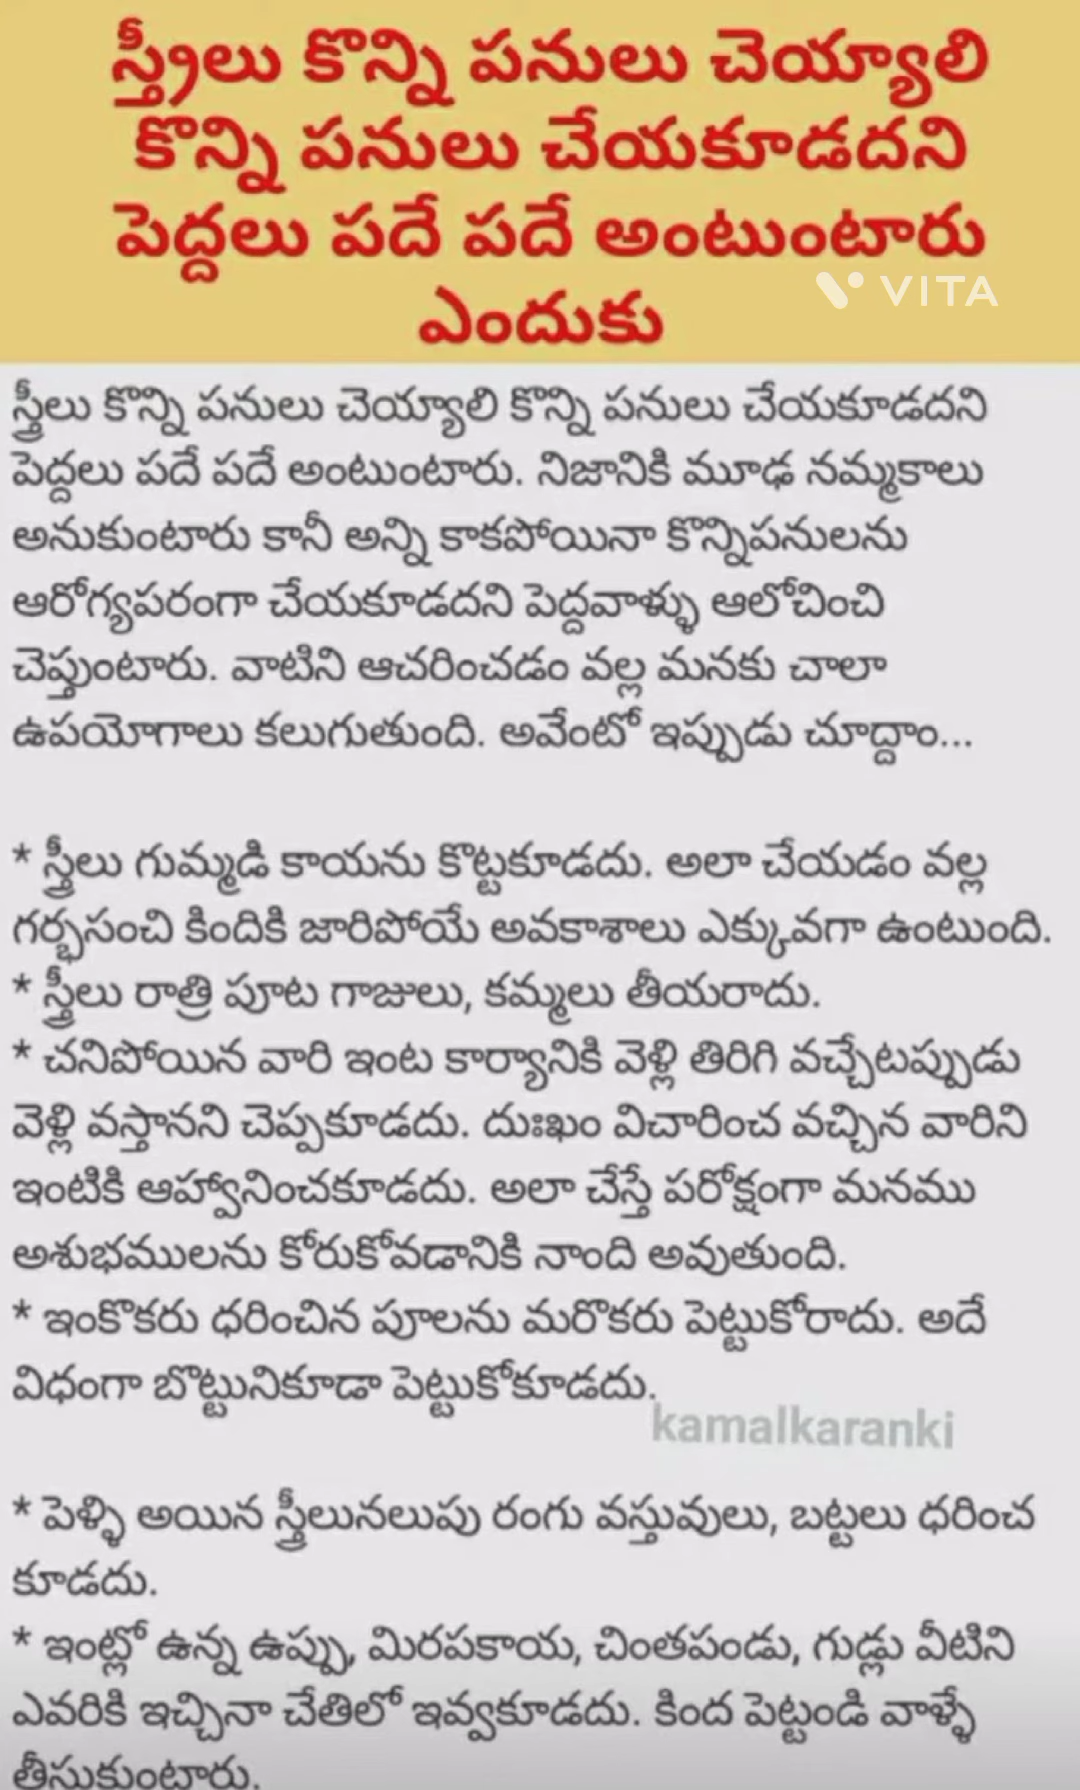 స్త్రీలు కొన్ని పనులు చెయ్యాలి
కొన్ని పనులు చేయకూడదని
పెద్దలు పదే పదే అంటుంటారు
VITA
ఎందుకు
స్త్రీలు కొన్ని పనులు చెయ్యాలి కొన్ని పనులు చేయకూడదని
పెద్దలు పదే పదే అంటుంటారు. నిజానికి మూఢ నమ్మకాలు
అనుకుంటారు కానీ అన్ని కాకపోయినా కొన్నిపనులను
ఆరోగ్యపరంగా చేయకూడదని పెద్దవాళ్ళు ఆలోచించి
చెప్తుంటారు. వాటిని ఆచరించడం వల్ల మనకు చాలా
ఉపయోగాలు కలుగుతుంది. అవేంటో ఇప్పుడు చూద్దాం...
* స్త్రీలు గుమ్మడి కాయను కొట్టకూడదు. అలా చేయడం వల్ల
గర్భసంచి కిందికి జారిపోయే అవకాశాలు ఎక్కువగా ఉంటుంది.
* స్త్రీలు రాత్రి పూట గాజులు, కమ్మలు తీయరాదు.
* చనిపోయిన వారి ఇంట కార్యానికి వెళ్లి తిరిగి వచ్చేటప్పుడు
వెళ్లి వస్తానని చెప్పకూడదు. దుఃఖం విచారించ వచ్చిన వారిని
ఇంటికి ఆహ్వానించకూడదు. అలా చేస్తే పరోక్షంగా మనము
అశుభములను కోరుకోవడానికి నాంది అవుతుంది.
* ఇంకొకరు ధరించిన పూలను మరొకరు పెట్టుకోరాదు. అదే
విధంగా బొట్టునికూడా పెట్టుకోకూడదు.
kamalkaranki
* పెళ్ళి అయిన స్త్రీలునలుపు రంగు వస్తువులు, బట్టలు ధరించ
కూడదు.
* ఇంట్లో ఉన్న ఉప్పు, మిరపకాయ, చింతపండు, గుడ్లు వీటిని
ఎవరికి ఇచ్చినా చేతిలో ఇవ్వకూడదు. కింద పెట్టండి వాళ్ళే
తీసుకుంటారు.